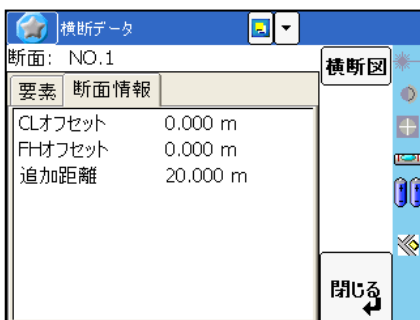 横断データ
断面: NO.1
横断図
要素 断面情報
CLオフセット 0.000 m
FHオフセット 0.000 m
追加距離 20.000 m
閉じる